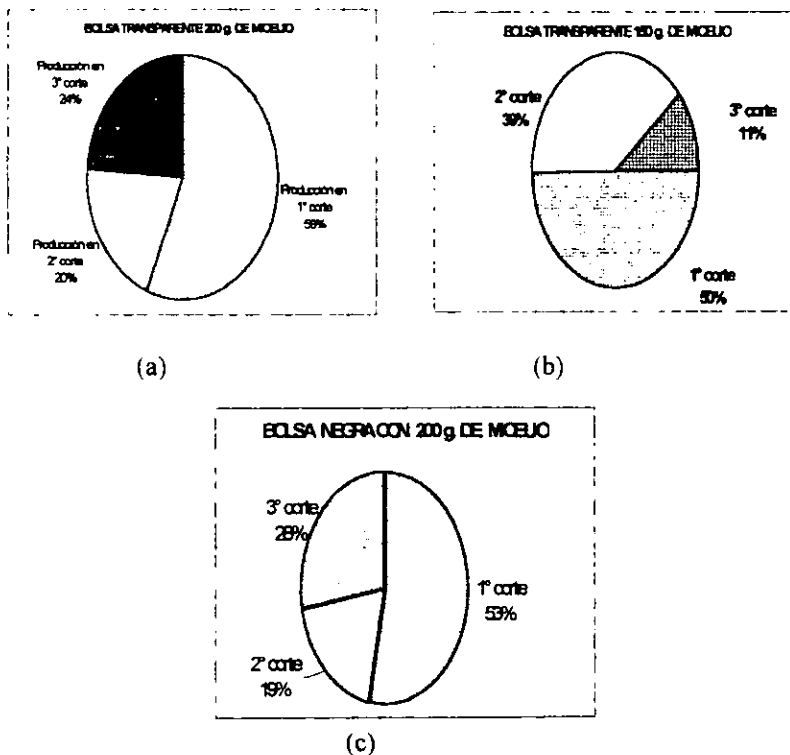 BOLSA TRANSPARENTE 200 g. DE MICELIO
Producción en
3° corte
24%
Producción en
1° corte
56%
Producción en
2° corte
20%
(a)
BOLSA TRANSPARENTE 150 g. DE MICELIO
2° corte
39%
3° corte
11%
1° corte
50%
(b)
BOLSA NEGRA CON 200 g. DE MICELIO
3° corte
28%
1° corte
53%
2° corte
19%
(c)